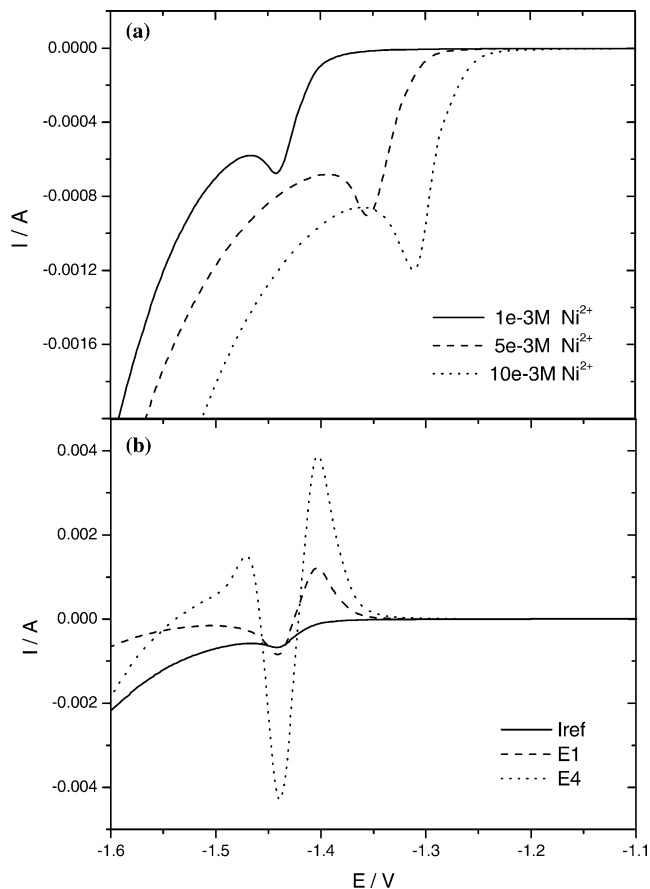 (a)
0.0000
-0.0004
-0.0008
-0.0012
-0.0016
I / A
1e-3M Ni²⁺
5e-3M Ni²⁺
10e-3M Ni²⁺
(b)
0.004
0.002
0.000
-0.002
-0.004
I / A
Iref
E1
E4
-1.6 -1.5 -1.4 -1.3 -1.2 -1.1
E / V